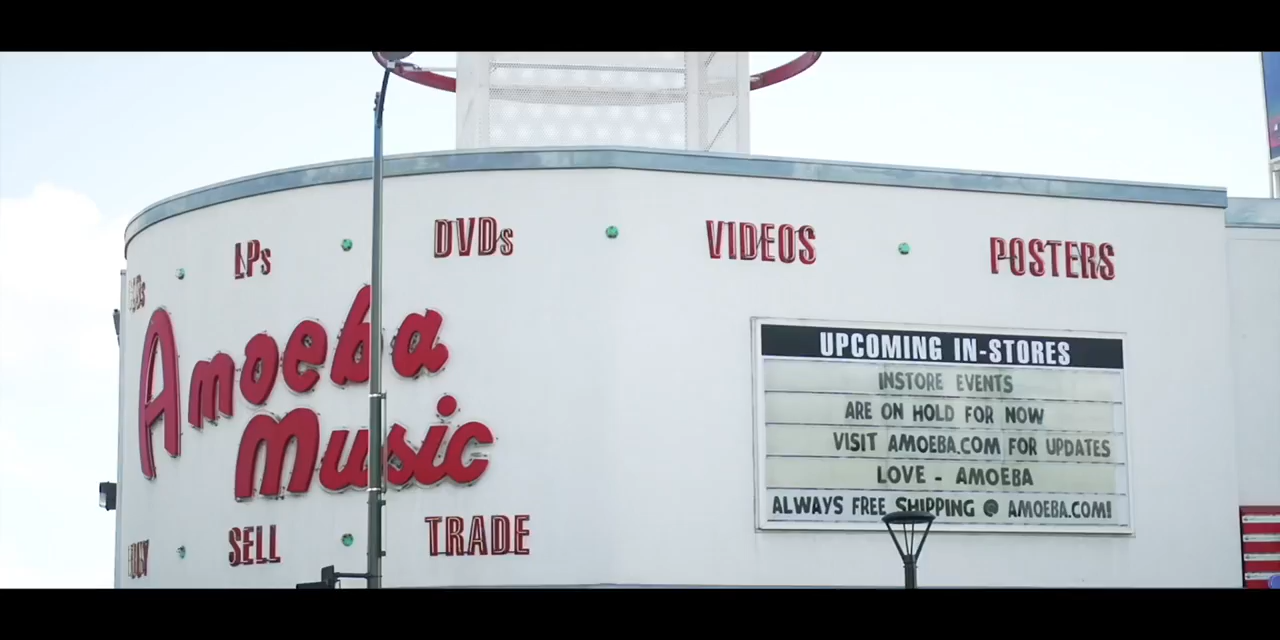 LPs DVDs VIDEOS POSTERS
Amoeba
Music
UPCOMING IN-STORES
INSTORE EVENTS
ARE ON HOLD FOR NOW
VISIT AMOEBA.COM FOR UPDATES
LOVE - AMOEBA
ALWAYS FREE SHIPPING @ AMOEBA.COM!
BUY SELL TRADE